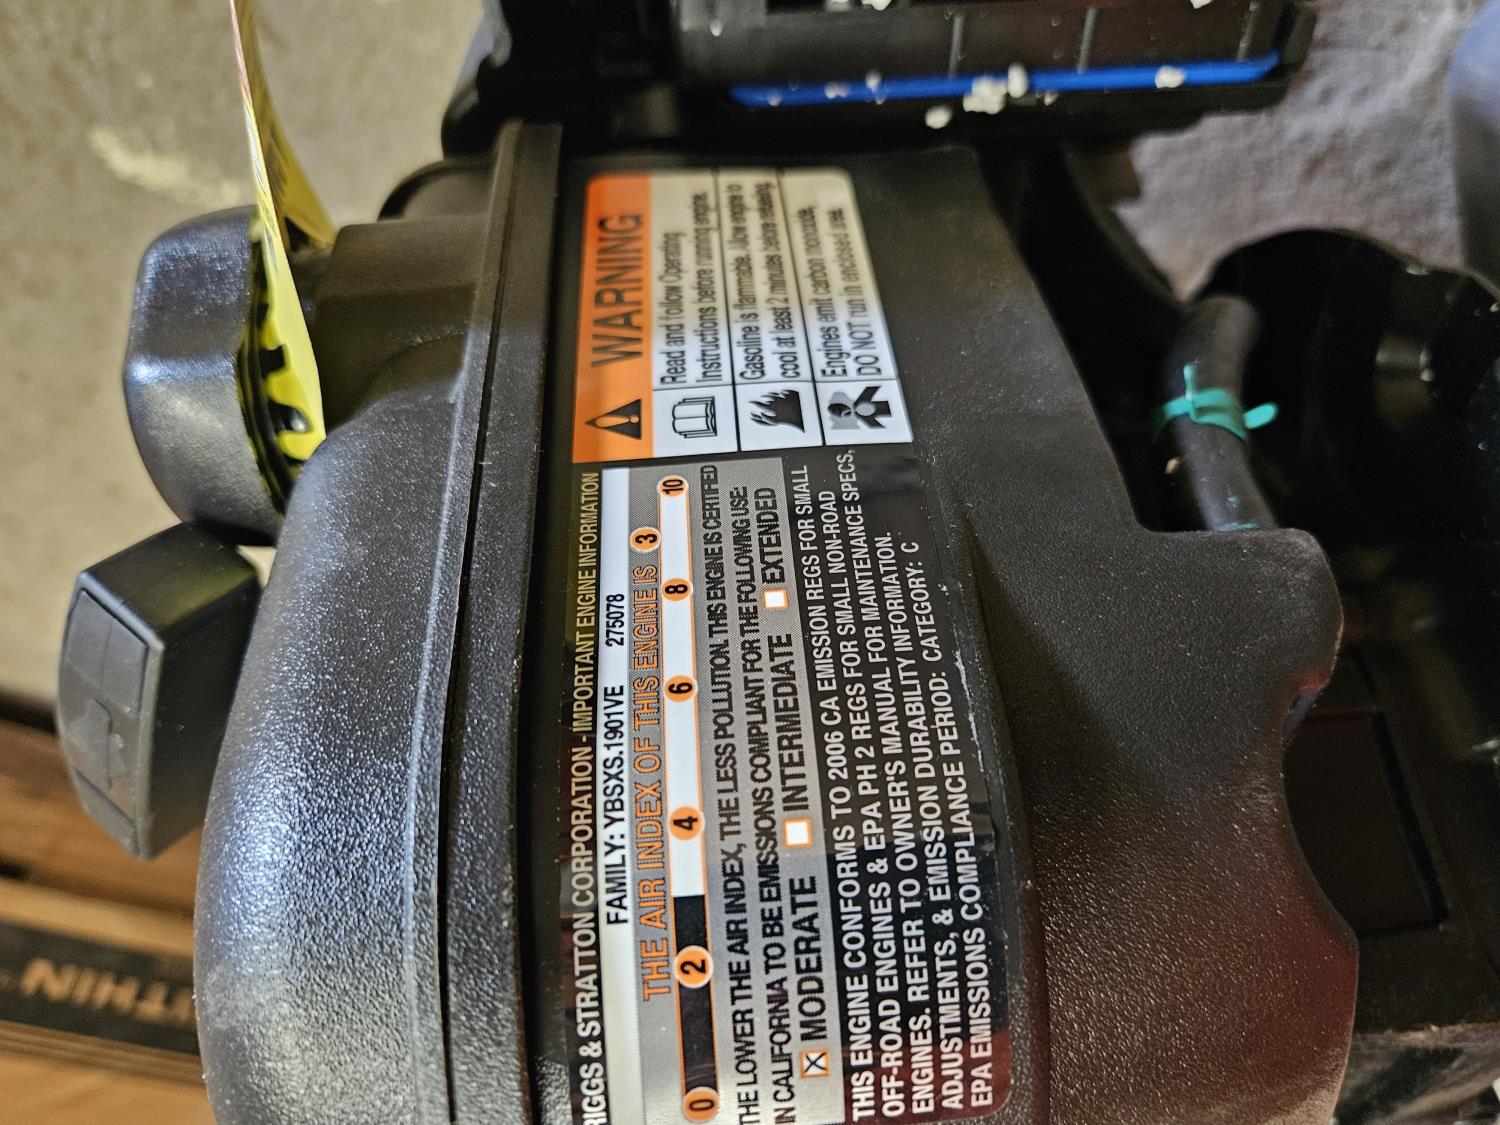 RIGGS & STRATTON CORPORATION - IMPORTANT ENGINE INFORMATION
FAMILY: YBSXS.1901VE 275078
THE AIR INDEX OF THIS ENGINE IS 3
0 2 4 6 8 10
THE LOWER THE AIR INDEX, THE LESS POLLUTION. THIS ENGINE IS CERTIFIED
IN CALIFORNIA TO BE EMISSIONS COMPLIANT FOR THE FOLLOWING USE:
MODERATE INTERMEDIATE EXTENDED
THIS ENGINE CONFORMS TO 2006 CA EMISSION REGS FOR SMALL
OFF-ROAD ENGINES & EPA PH 2 REGS FOR SMALL NON-ROAD
ENGINES. REFER TO OWNER'S MANUAL FOR MAINTENANCE SPECS,
ADJUSTMENTS, & EMISSION DURABILITY INFORMATION.
EPA EMISSIONS COMPLIANCE PERIOD: CATEGORY: C
WARNING
Read and follow Operating
Instructions before running engine.
Gasoline is flammable. Allow engine to
cool at least 2 minutes before refueling.
Engines emit carbon monoxide,
DO NOT run in enclosed area.